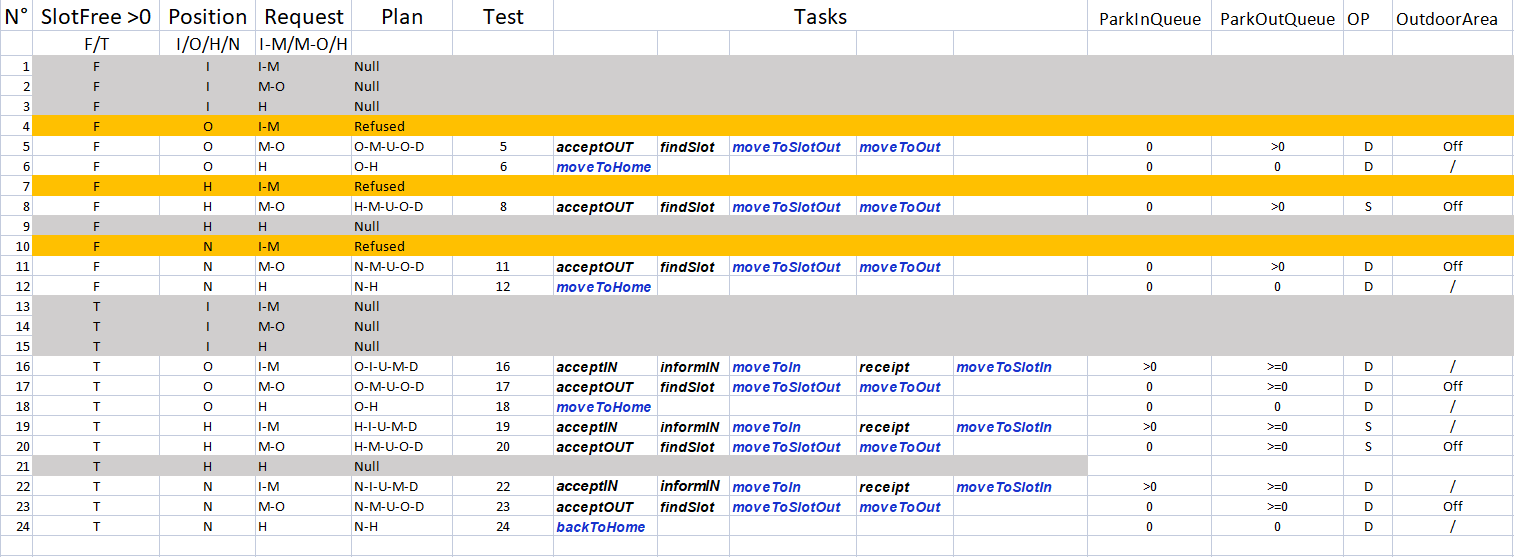 N° SlotFree >0 Position Request Plan Test Tasks ParkInQueue ParkOutQueue OP OutdoorArea
F/T I/O/H/N I-M/M-O/H
1 F I I-M Null
2 F I M-O Null
3 F I H Null
4 F O I-M Refused
5 F O M-O O-M-U-O-D 5 acceptOUT findSlot moveToSlotOut moveToOut 0 >0 D Off
6 F O H O-H 6 moveToHome 0 0 D /
7 F H I-M Refused
8 F H M-O H-M-U-O-D 8 acceptOUT findSlot moveToSlotOut moveToOut 0 >0 S Off
9 F H H Null
10 F N I-M Refused
11 F N M-O N-M-U-O-D 11 acceptOUT findSlot moveToSlotOut moveToOut 0 >0 D Off
12 F N H N-H 12 moveToHome 0 0 D /
13 T I I-M Null
14 T I M-O Null
15 T I H Null
16 T O I-M O-I-U-M-D 16 acceptIN informIN moveToIn receipt moveToSlotIn >0 >=0 D /
17 T O M-O O-M-U-O-D 17 acceptOUT findSlot moveToSlotOut moveToOut 0 >=0 D Off
18 T O H O-H 18 moveToHome 0 0 D /
19 T H I-M H-I-U-M-D 19 acceptIN informIN moveToIn receipt moveToSlotIn >0 >=0 S /
20 T H M-O H-M-U-O-D 20 acceptOUT findSlot moveToSlotOut moveToOut 0 >=0 S Off
21 T H H Null
22 T N I-M N-I-U-M-D 22 acceptIN informIN moveToIn receipt moveToSlotIn >0 >=0 D /
23 T N M-O N-M-U-O-D 23 acceptOUT findSlot moveToSlotOut moveToOut 0 >=0 D Off
24 T N H N-H 24 backToHome 0 0 D /